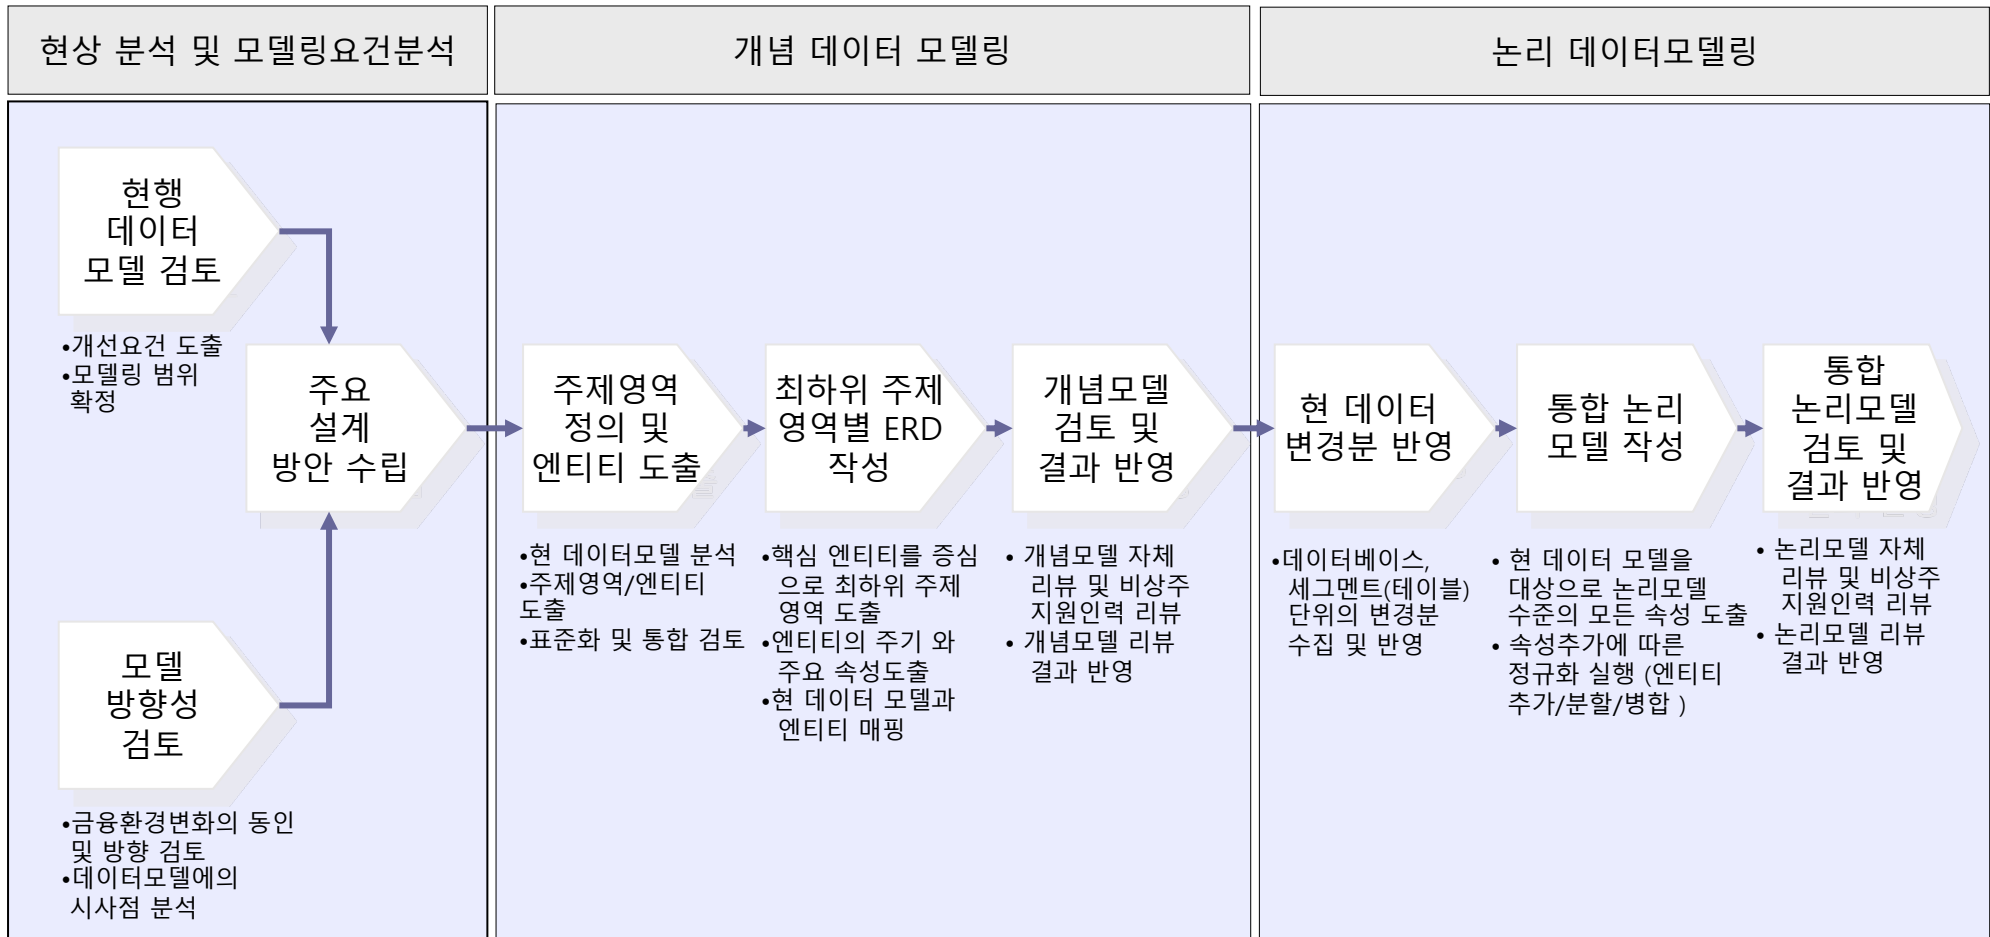 현상 분석 및 모델링요건분석
개념 데이터 모델링
논리 데이터모델링
현행
데이터
모델 검토
•개선요건 도출
•모델링 범위
확정
주요
설계
방안 수립
모델
방향성
검토
•금융환경변화의 동인
및 방향 검토
•데이터모델에의
시사점 분석
주제영역
정의 및
엔티티 도출
•현 데이터모델 분석
•주제영역/엔티티
도출
•표준화 및 통합 검토
최하위 주제
영역별 ERD
작성
•핵심 엔티티를 증심
으로 최하위 주제
영역 도출
•엔티티의 주기 와
주요 속성도출
•현 데이터 모델과
엔티티 매핑
개념모델
검토 및
결과 반영
• 개념모델 자체
리뷰 및 비상주
지원인력 리뷰
• 개념모델 리뷰
결과 반영
현 데이터
변경분 반영
•데이터베이스,
세그멘트(테이블)
단위의 변경분
수집 및 반영
통합 논리
모델 작성
• 현 데이터 모델을
대상으로 논리모델
수준의 모든 속성 도출
• 속성추가에 따른
정규화 실행 (엔티티
추가/분할/병합 )
통합
논리모델
검토 및
결과 반영
• 논리모델 자체
리뷰 및 비상주
지원인력 리뷰
• 논리모델 리뷰
결과 반영